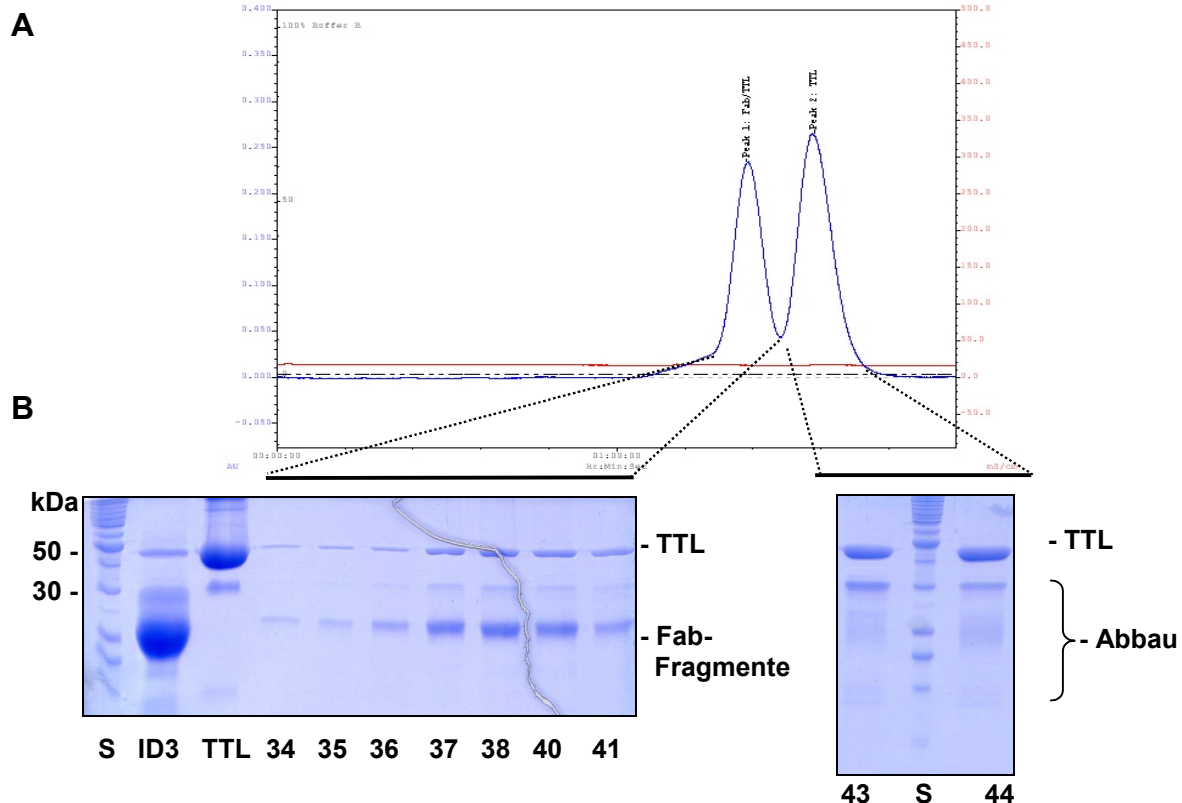 A
0.400
0.350
0.300
0.250
0.200
0.150
0.100
0.050
0.000
-0.050
AU
100% Buffer B
50
0
Peak 1: Fab/TTL
Peak 2: TTL
500.0
450.0
400.0
350.0
300.0
250.0
200.0
150.0
100.0
50.0
0.0
-50.0
mS/cm
00:00:00
01:00:00
Hr:Min:Sec
B
kDa
50 -
30 -
- TTL
- Fab-
Fragmente
S ID3 TTL 34 35 36 37 38 40 41
- TTL
- Abbau
43 S 44